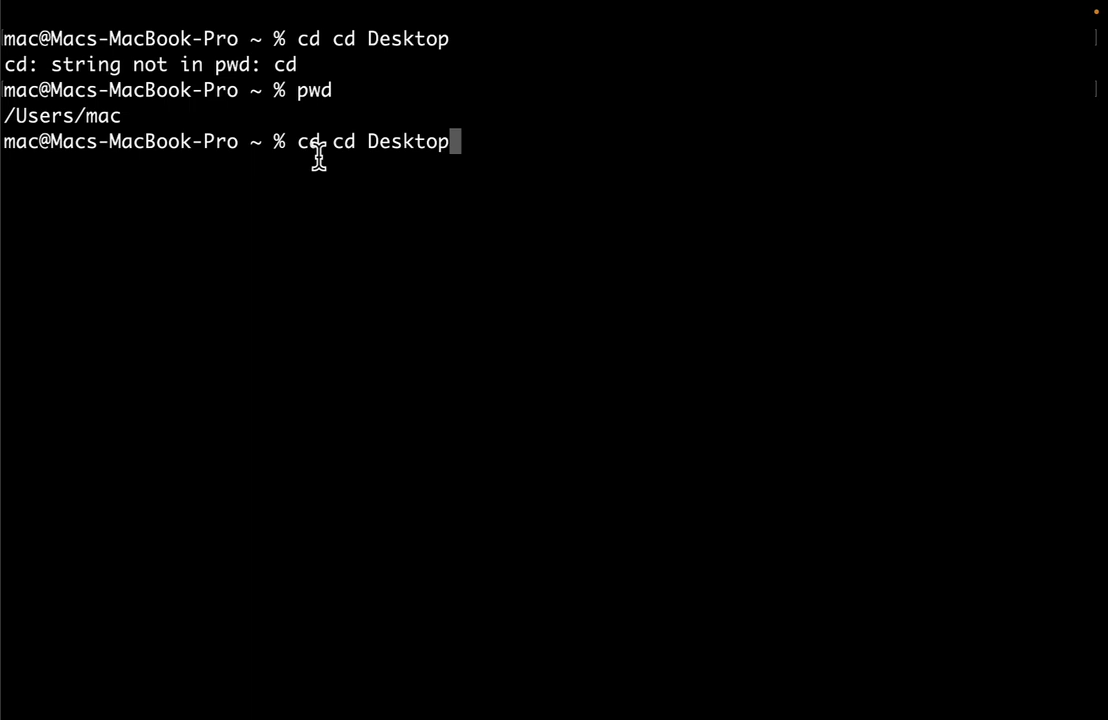 mac@Macs-MacBook-Pro ~ % cd cd Desktop
cd: string not in pwd: cd
mac@Macs-MacBook-Pro ~ % pwd
/Users/mac
mac@Macs-MacBook-Pro ~ % cd cd Desktop